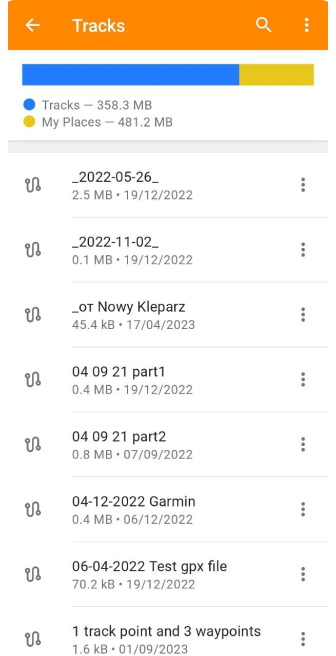 Tracks
Tracks — 358.3 MB
My Places — 481.2 MB
_2022-05-26_
2.5 MB • 19/12/2022
_2022-11-02_
0.1 MB • 19/12/2022
_от Nowy Kleparz
45.4 kB • 17/04/2023
04 09 21 part1
0.4 MB • 19/12/2022
04 09 21 part2
0.8 MB • 07/09/2022
04-12-2022 Garmin
0.4 MB • 06/12/2022
06-04-2022 Test gpx file
70.2 kB • 19/12/2022
1 track point and 3 waypoints
1.6 kB • 01/09/2023